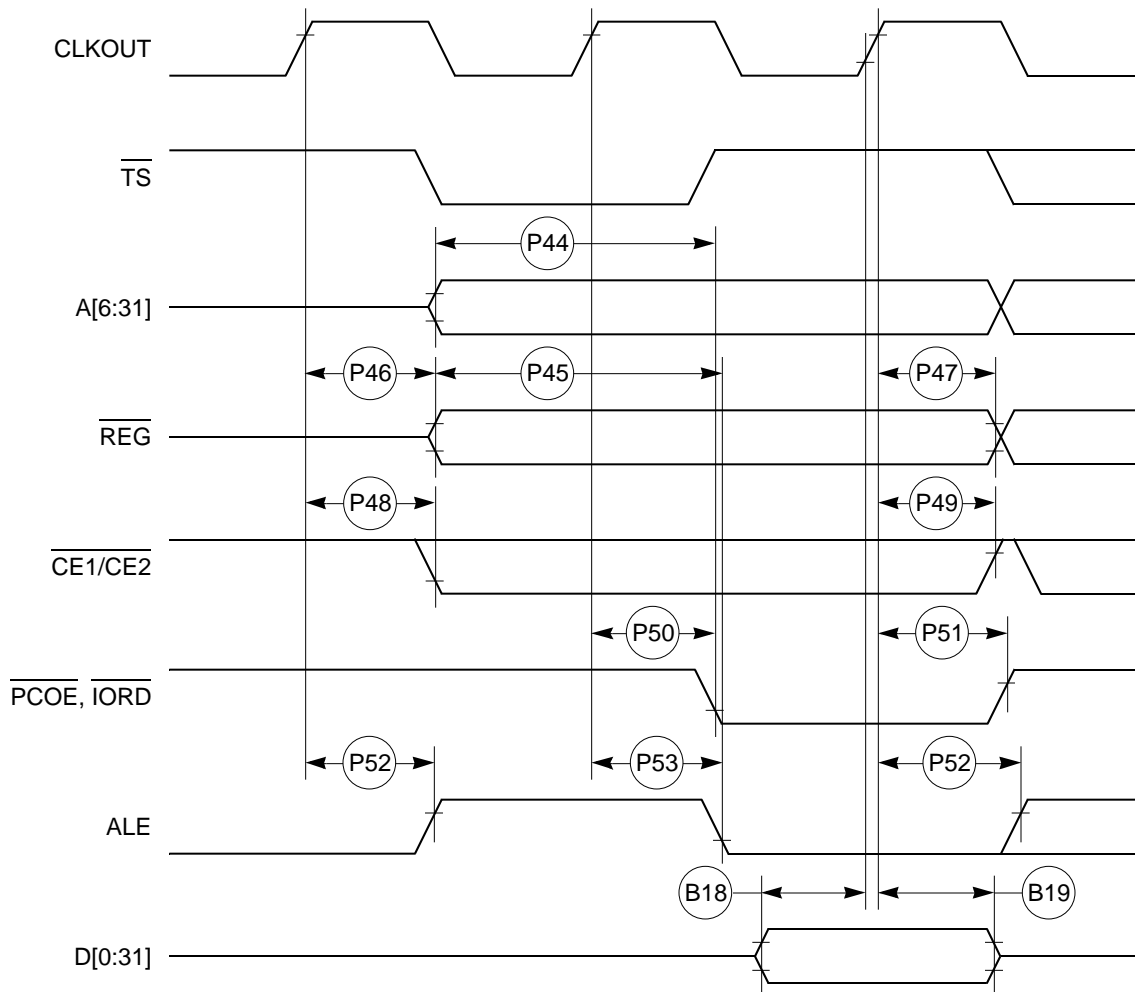 CLKOUT
TS
P44
A[6:31]
P46 P45 P47
REG
P48 P49
CE1/CE2
P50 P51
PCOE, IORD
P52 P53 P52
ALE
B18 B19
D[0:31]